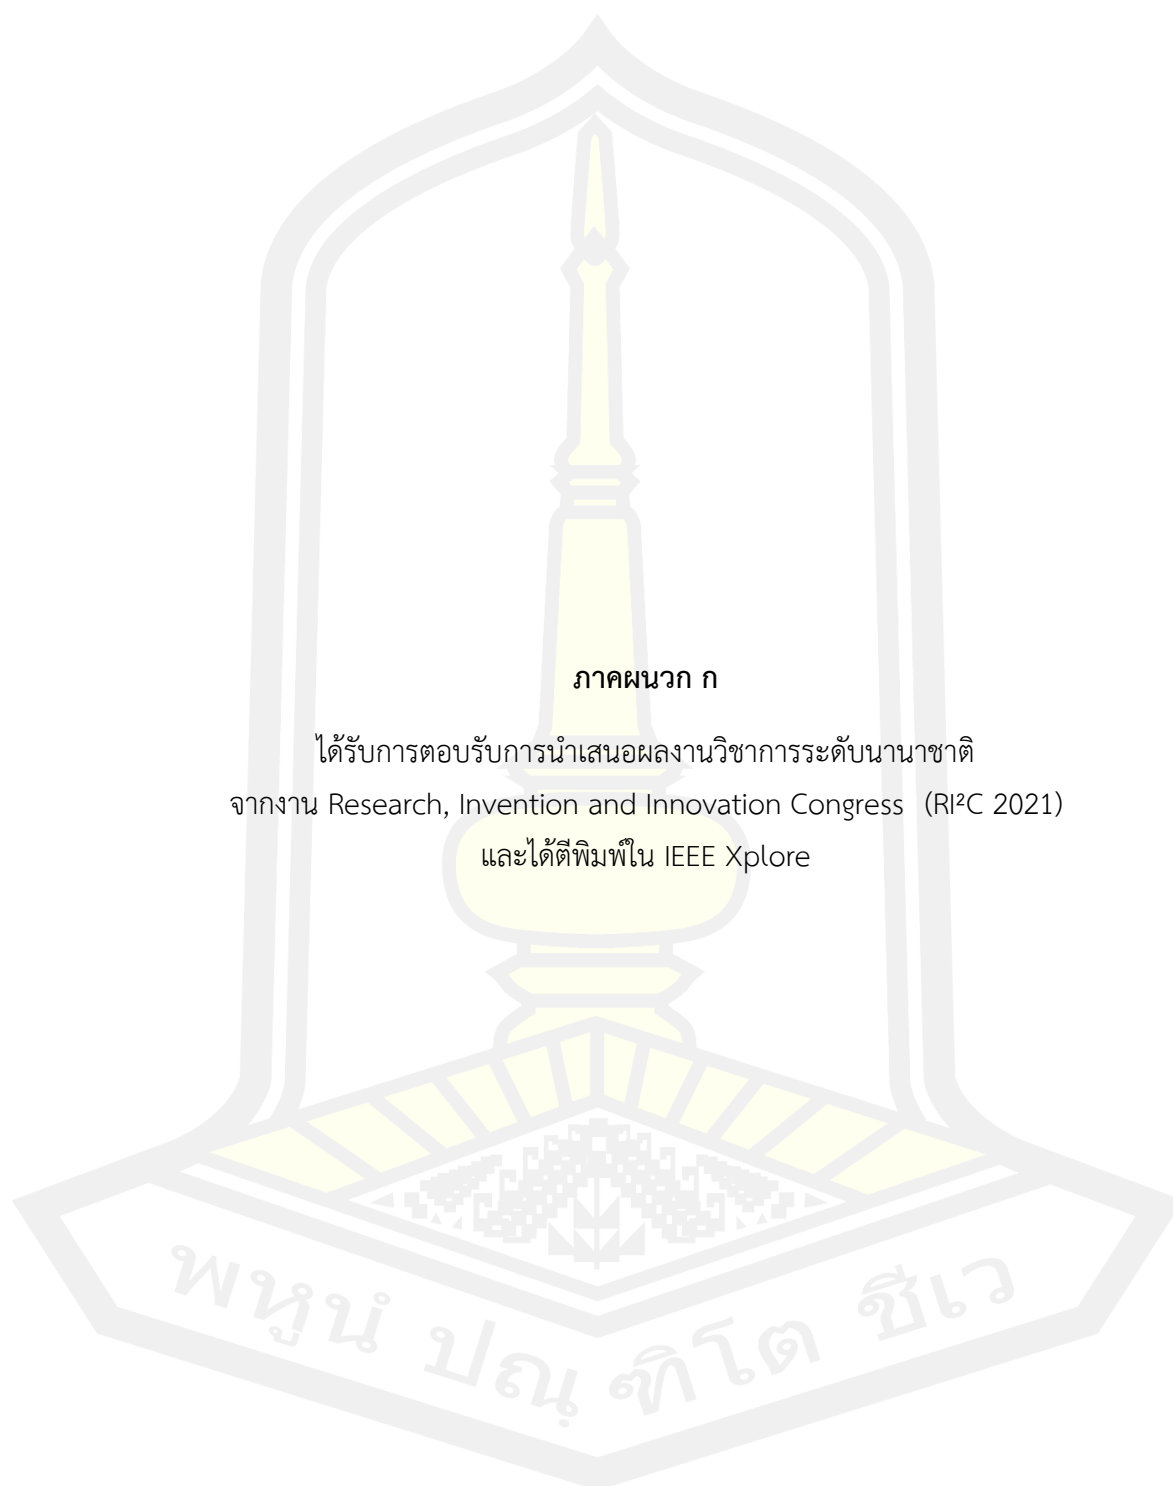 ภาคผนวก ก
ได้รับการตอบรับการนำเสนอผลงานวิชาการระดับนานาชาติ
จากงาน Research, Invention and Innovation Congress (RI²C 2021)
และได้ตีพิมพ์ใน IEEE Xplore
พหูนํ ปณฺฑิโต ชีเว